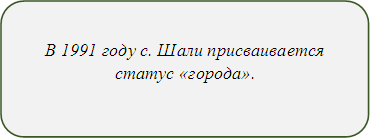 В 1991 году с. Шали присваивается
статус «города».